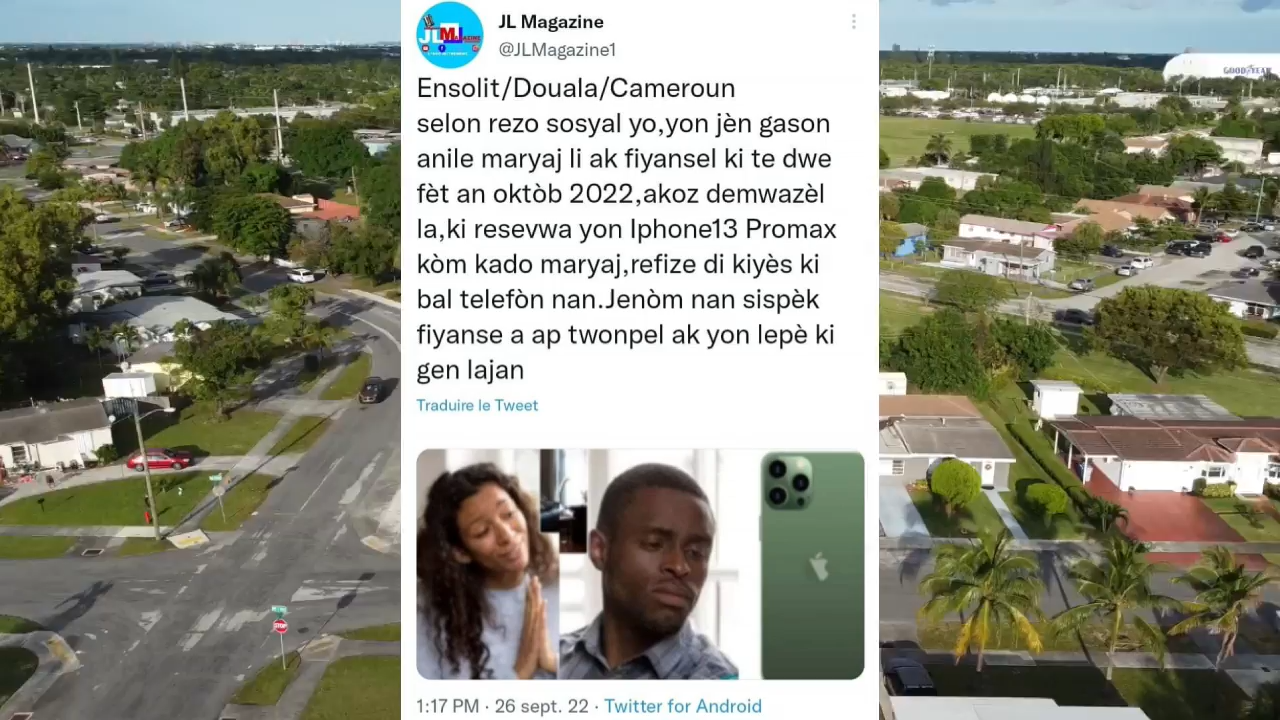 JL Magazine
@JLMagazine1
Ensolit/Douala/Cameroun
selon rezo sosyal yo,yon jèn gason
anile maryaj li ak fiyansel ki te dwe
fèt an oktòb 2022,akoz demwazèl
la,ki resevwa yon Iphone13 Promax
kòm kado maryaj,refize di kiyès ki
bal telefòn nan.Jenòm nan sispèk
fiyanse a ap twonpel ak yon lepè ki
gen lajan
Traduire le Tweet
1:17 PM · 26 sept. 22 · Twitter for Android
GOODYEAR
STOP